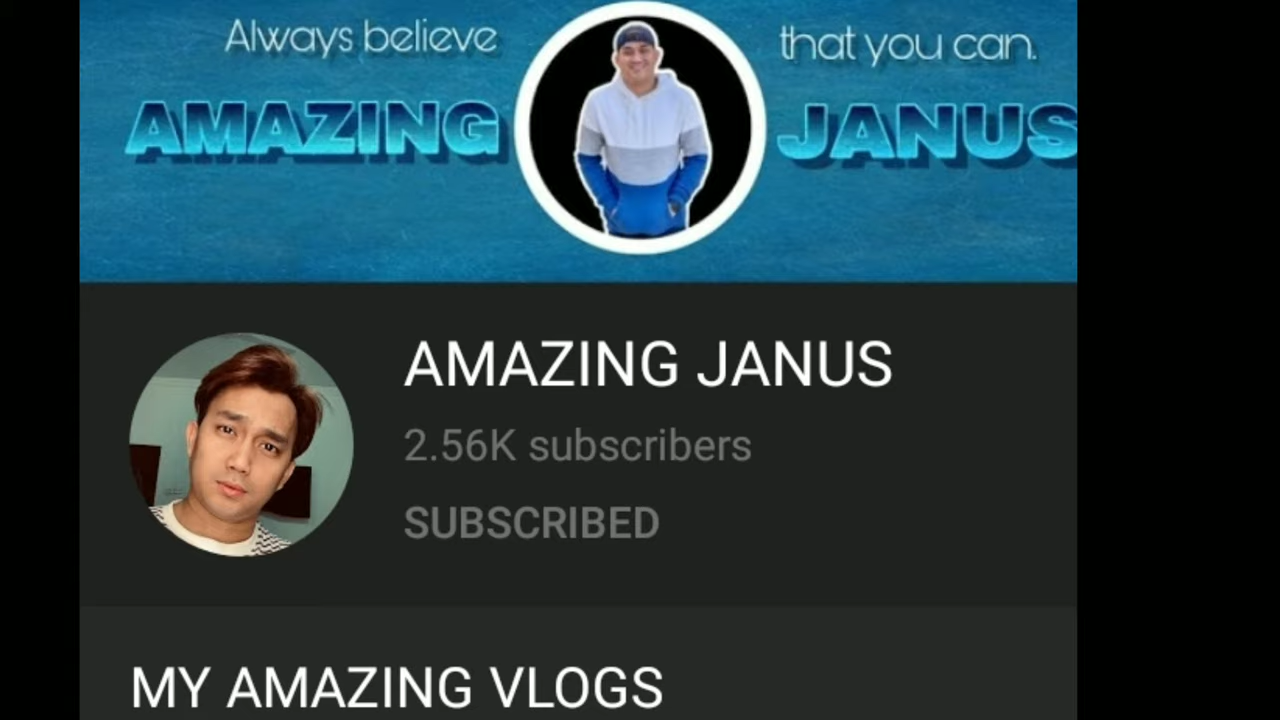 Always believe that you can.
AMAZING JANUS
AMAZING JANUS
2.56K subscribers
SUBSCRIBED
MY AMAZING VLOGS